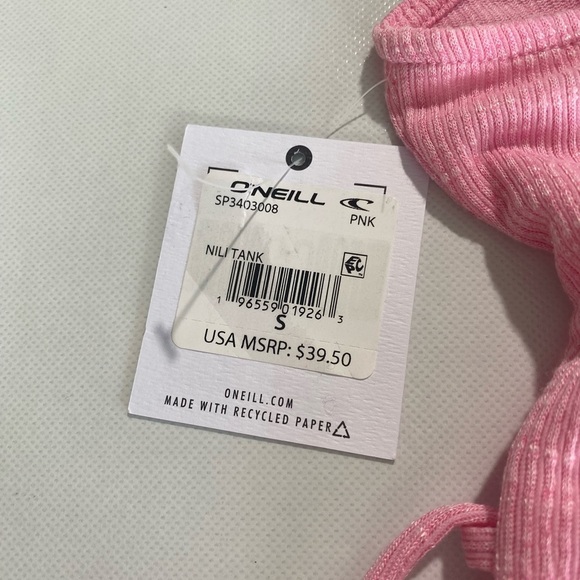 O'NEILL
SP3403008 PNK
NILI TANK
1 96559 01926 3
S
USA MSRP: $39.50
ONEILL.COM
MADE WITH RECYCLED PAPER